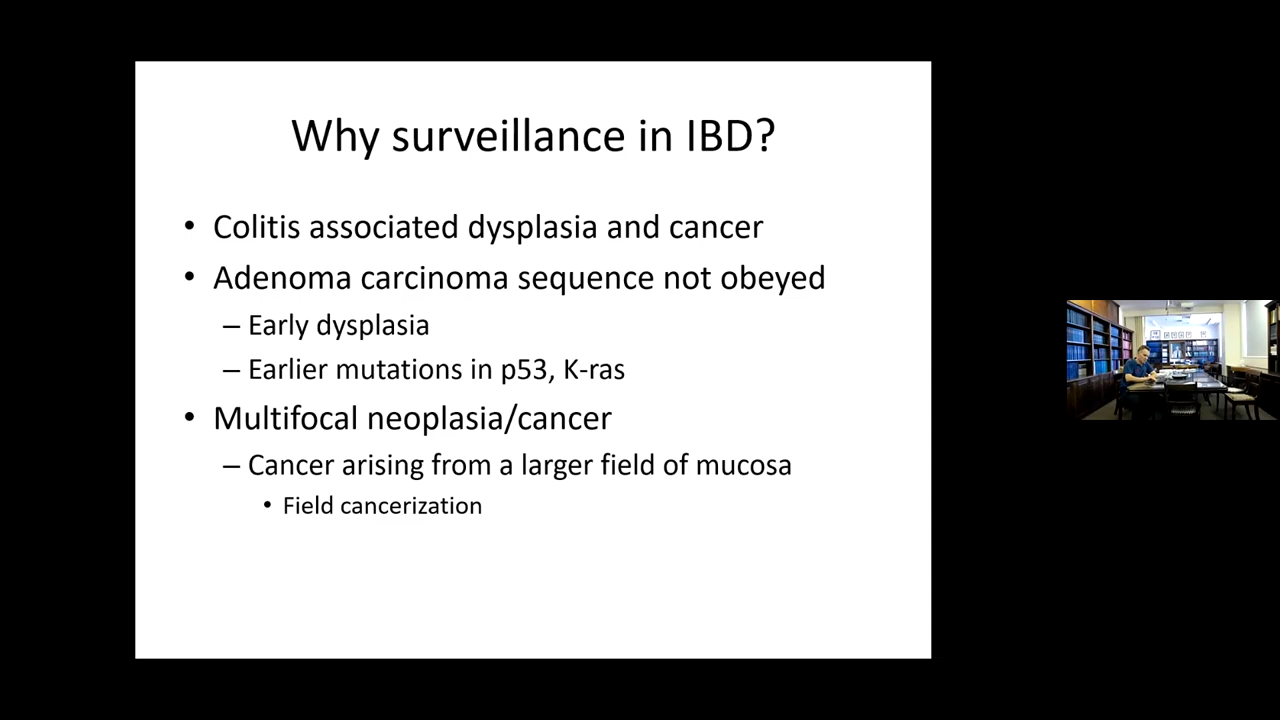 Why surveillance in IBD?
• Colitis associated dysplasia and cancer
• Adenoma carcinoma sequence not obeyed
– Early dysplasia
– Earlier mutations in p53, K-ras
• Multifocal neoplasia/cancer
– Cancer arising from a larger field of mucosa
• Field cancerization